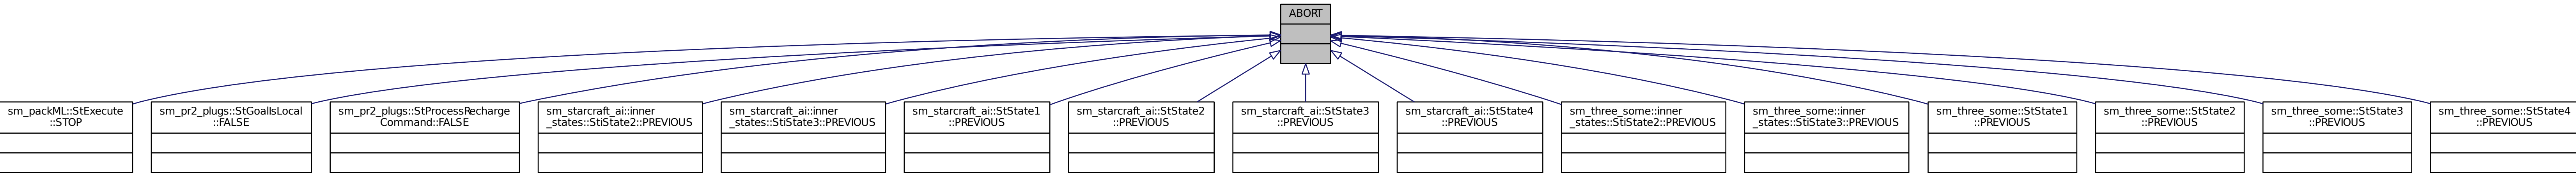 ABORT
sm_packML::StExecute
::STOP
sm_pr2_plugs::StGoalIsLocal
::FALSE
sm_pr2_plugs::StProcessRecharge
Command::FALSE
sm_starcraft_ai::inner
_states::StiState2::PREVIOUS
sm_starcraft_ai::inner
_states::StiState3::PREVIOUS
sm_starcraft_ai::StState1
::PREVIOUS
sm_starcraft_ai::StState2
::PREVIOUS
sm_starcraft_ai::StState3
::PREVIOUS
sm_starcraft_ai::StState4
::PREVIOUS
sm_three_some::inner
_states::StiState2::PREVIOUS
sm_three_some::inner
_states::StiState3::PREVIOUS
sm_three_some::StState1
::PREVIOUS
sm_three_some::StState2
::PREVIOUS
sm_three_some::StState3
::PREVIOUS
sm_three_some::StState4
::PREVIOUS